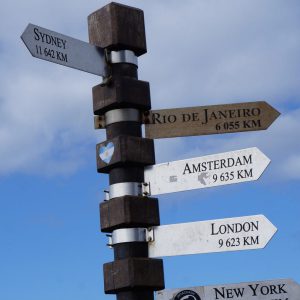 SYDNEY
11 642 KM
RIO DE JANEIRO
6 055 KM
AMSTERDAM
9 635 KM
LONDON
9 623 KM
NEW YORK